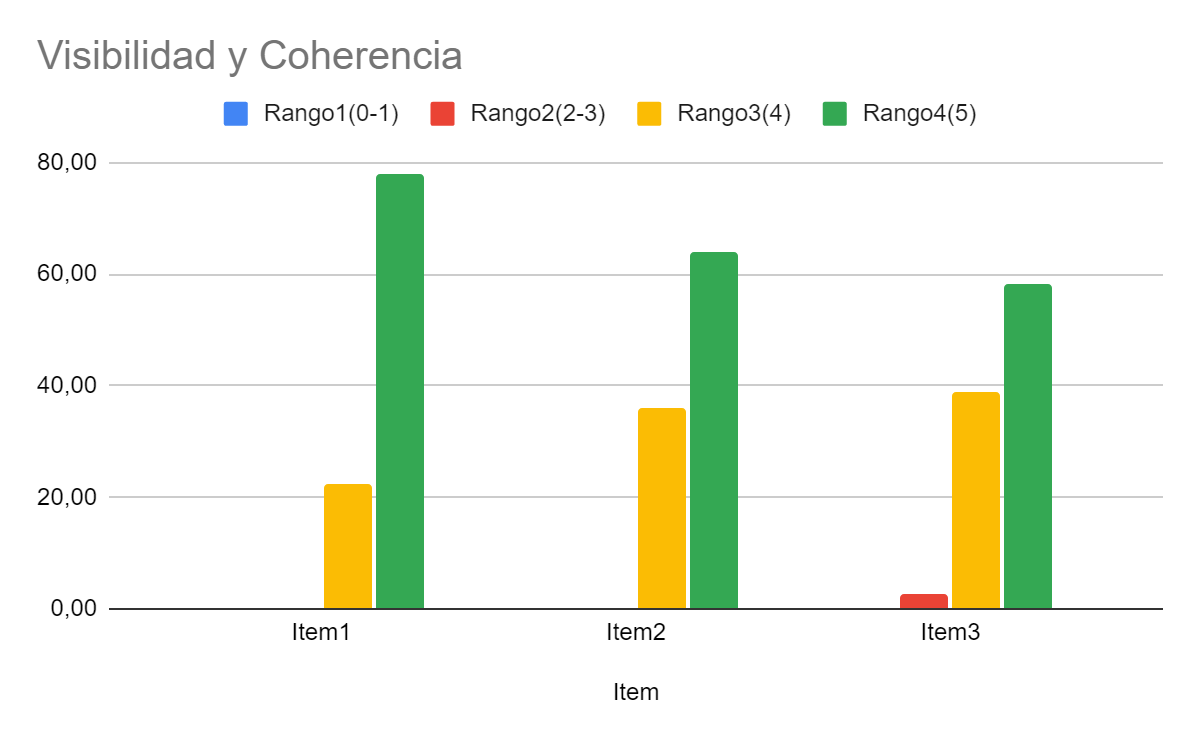 Visibilidad y Coherencia
Rango1(0-1) Rango2(2-3) Rango3(4) Rango4(5)
80,00
60,00
40,00
20,00
0,00
Item1 Item2 Item3
Item